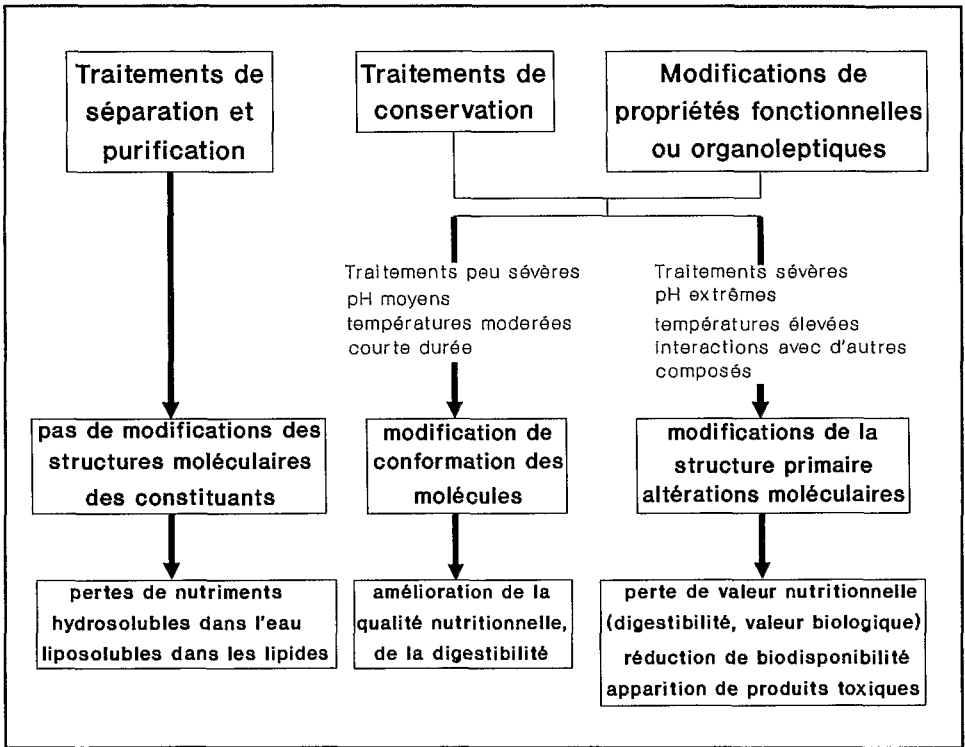 Traitements de
séparation et
purification
Traitements de
conservation
Modifications de
propriétés fonctionnelles
ou organoleptiques
Traitements peu sévères
pH moyens
températures moderées
courte durée
Traitements sévères
pH extrêmes
températures élevées
interactions avec d'autres
composés
pas de modifications des
structures moléculaires
des constituants
modification de
conformation des
molécules
modifications de la
structure primaire
altérations moléculaires
pertes de nutriments
hydrosolubles dans l'eau
liposolubles dans les lipides
amélioration de la
qualité nutritionnelle,
de la digestibilité
perte de valeur nutritionnelle
(digestibilité, valeur biologique)
réduction de biodisponibilité
apparition de produits toxiques